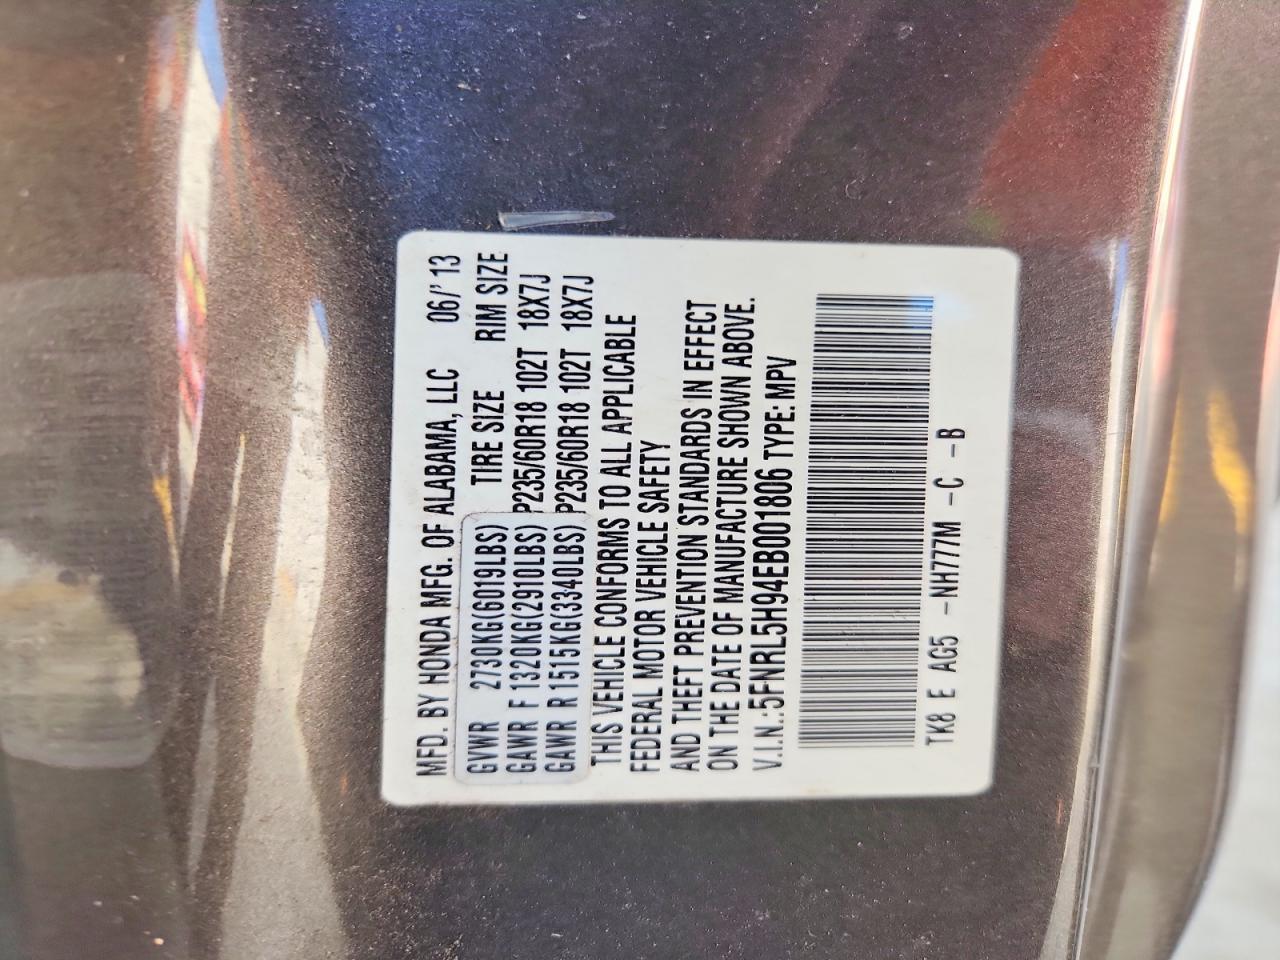 MFD. BY HONDA MFG. OF ALABAMA, LLC 06/'13
GVWR 2730KG(6019LBS) TIRE SIZE RIM SIZE
GAWR F 1320KG(2910LBS) P235/60R18 102T 18X7J
GAWR R 1515KG(3340LBS) P235/60R18 102T 18X7J
THIS VEHICLE CONFORMS TO ALL APPLICABLE
FEDERAL MOTOR VEHICLE SAFETY
AND THEFT PREVENTION STANDARDS IN EFFECT
ON THE DATE OF MANUFACTURE SHOWN ABOVE.
V.I.N.:5FNRL5H94EB001806 TYPE: MPV
TK8 E AG5 -NH777M -C -B